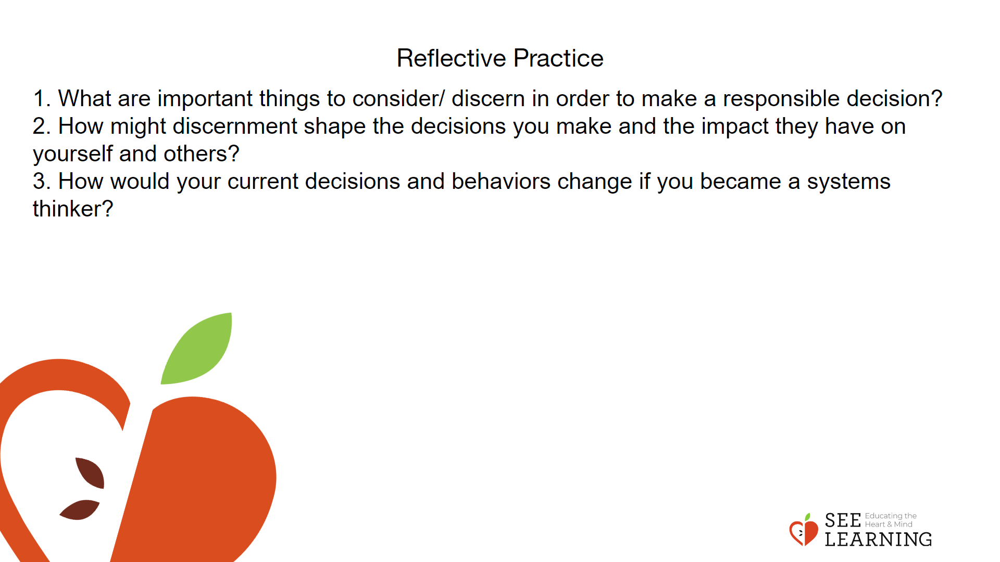 Reflective Practice
1. What are important things to consider/ discern in order to make a responsible decision?
2. How might discernment shape the decisions you make and the impact they have on
yourself and others?
3. How would your current decisions and behaviors change if you became a systems
thinker?
SEE
Educating the
Heart & Mind
LEARNING